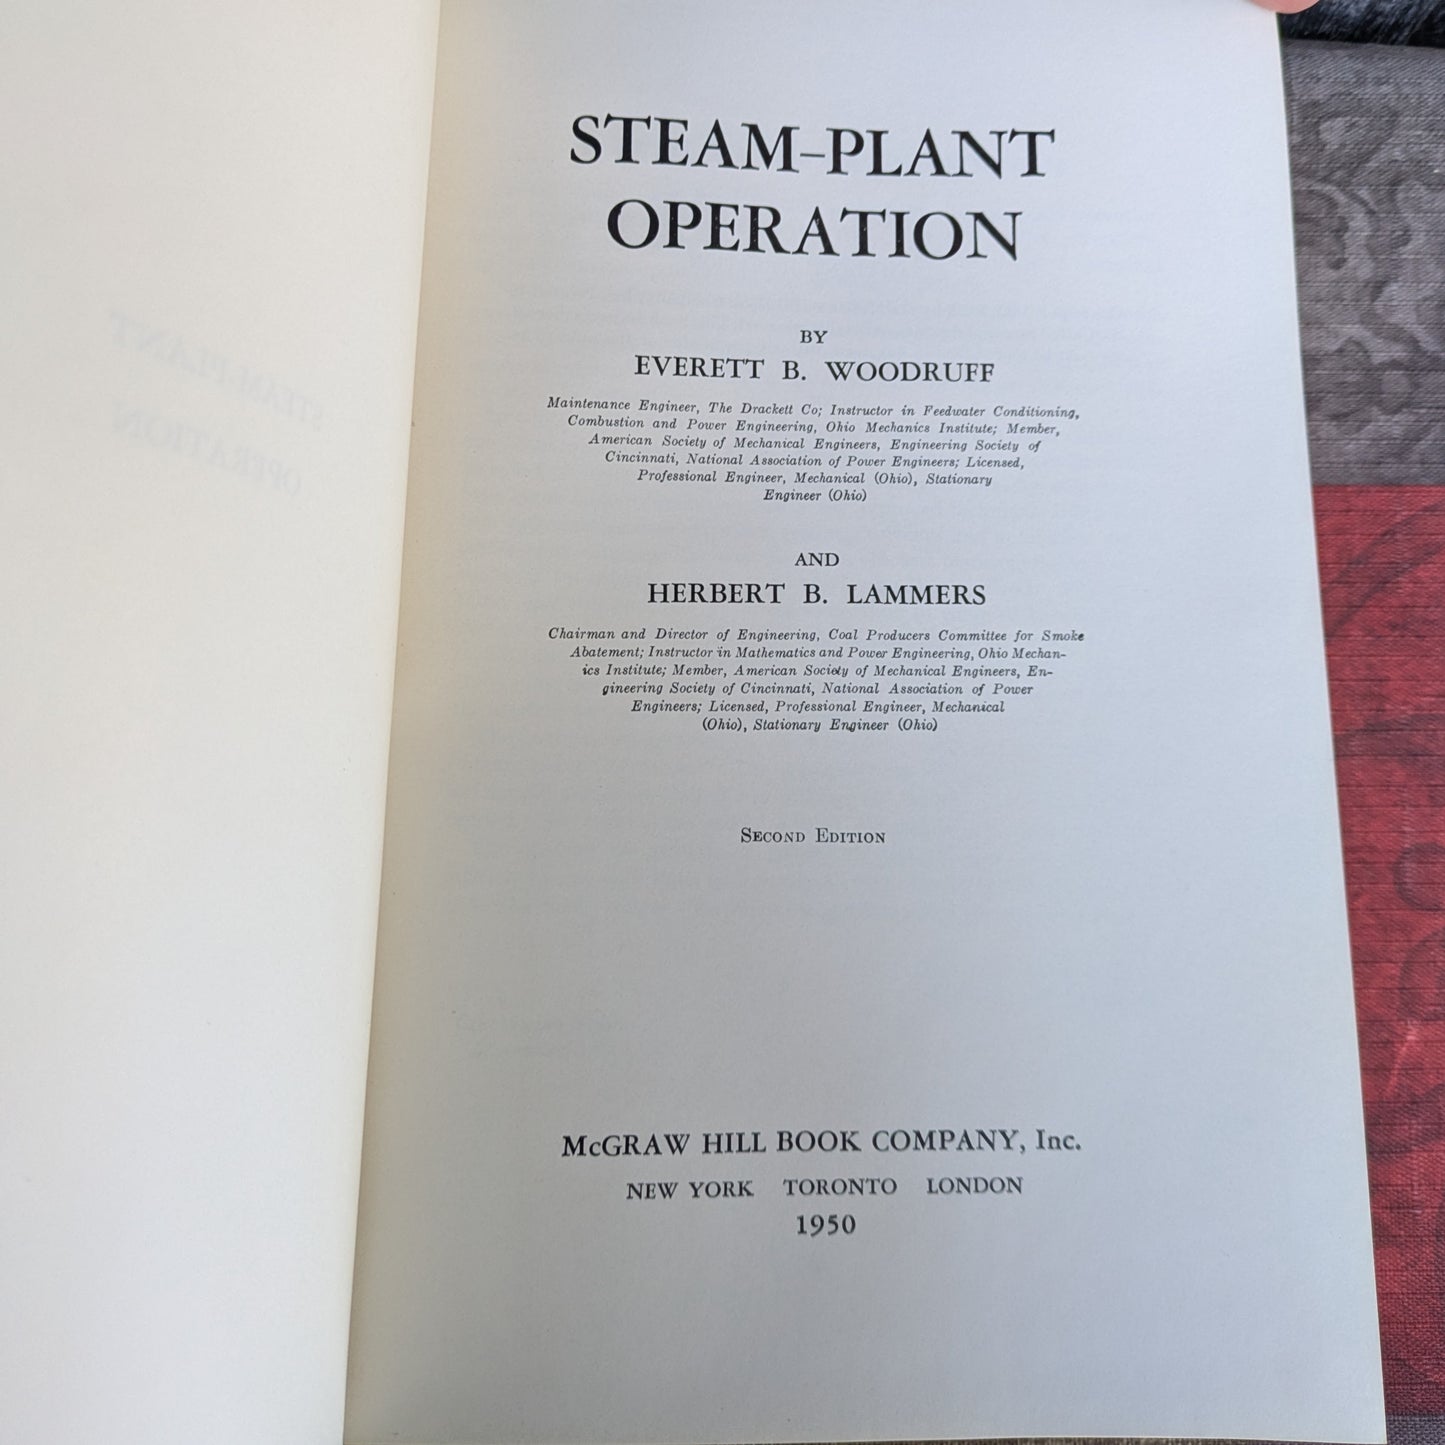 STEAM–PLANT
OPERATION
BY
EVERETT B. WOODRUFF
Maintenance Engineer, The Drackett Co; Instructor in Feedwater Conditioning,
Combustion and Power Engineering, Ohio Mechanics Institute; Member,
American Society of Mechanical Engineers, Engineering Society of
Cincinnati, National Association of Power Engineers; Licensed,
Professional Engineer, Mechanical (Ohio), Stationary
Engineer (Ohio)
AND
HERBERT B. LAMMERS
Chairman and Director of Engineering, Coal Producers Committee for Smoke
Abatement; Instructor in Mathematics and Power Engineering, Ohio Mechan-
ics Institute; Member, American Society of Mechanical Engineers, En-
gineering Society of Cincinnati, National Association of Power
Engineers; Licensed, Professional Engineer, Mechanical
(Ohio), Stationary Engineer (Ohio)
SECOND EDITION
McGRAW HILL BOOK COMPANY, Inc.
NEW YORK TORONTO LONDON
1950